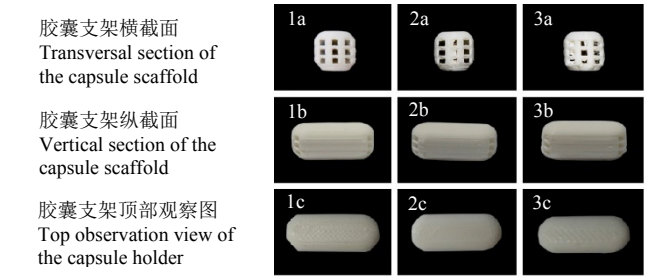 胶囊支架横截面
Transversal section of
the capsule scaffold
1a
2a
3a
胶囊支架纵截面
Vertical section of the
capsule scaffold
1b
2b
3b
胶囊支架顶部观察图
Top observation view of
the capsule holder
1c
2c
3c